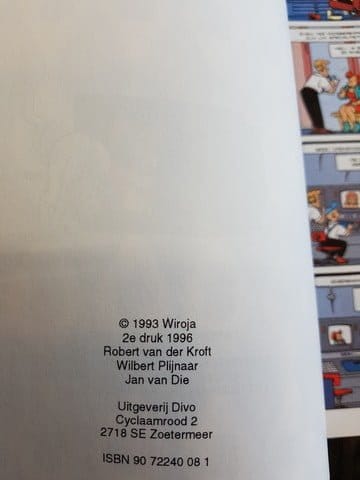 © 1993 Wiroja
2e druk 1996
Robert van der Kroft
Wilbert Plijnaar
Jan van Die
Uitgeverij Divo
Cyclaamrood 2
2718 SE Zoetermeer
ISBN 90 72240 08 1